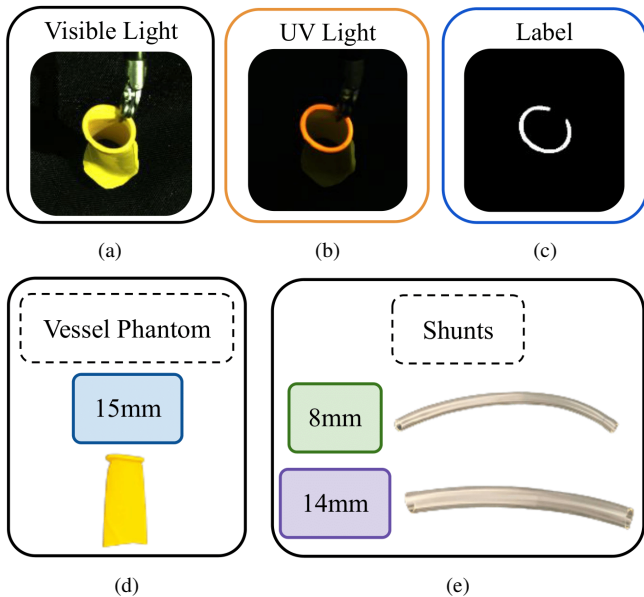 Visible Light
UV Light
Label
(a)
(b)
(c)
Vessel Phantom
15mm
Shunts
8mm
14mm
(d)
(e)